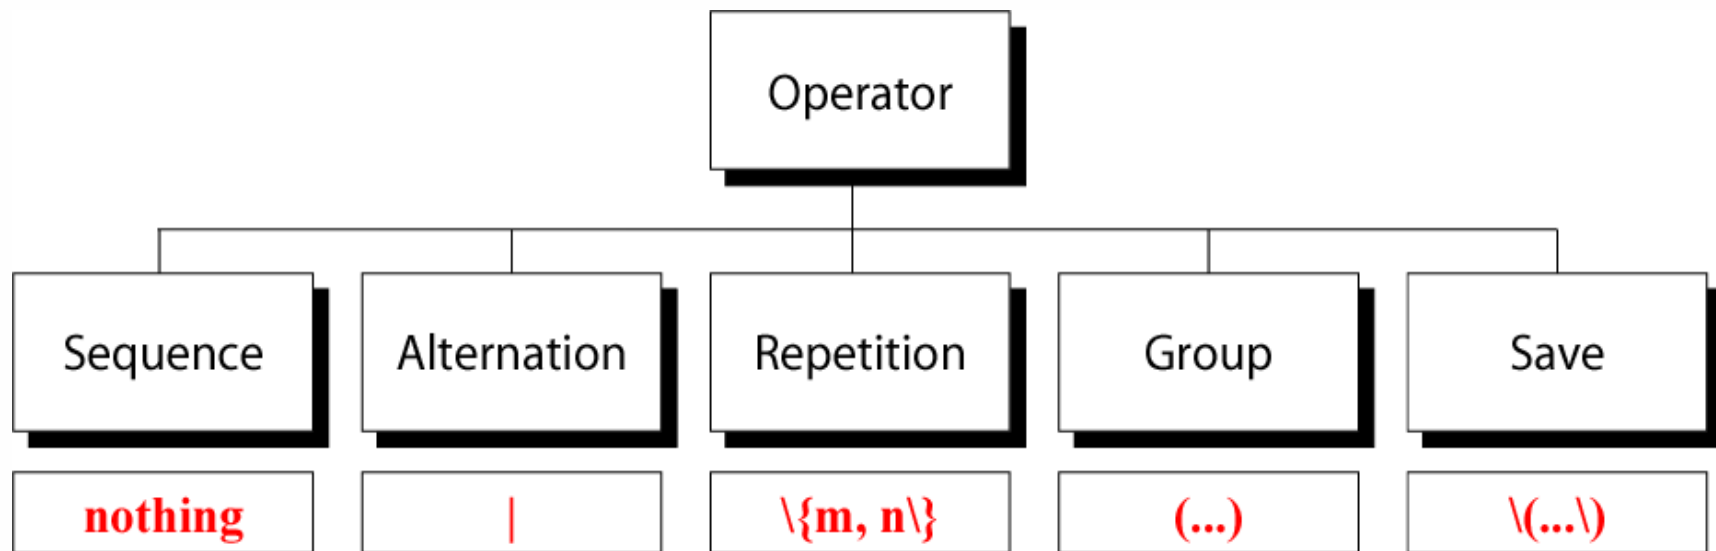 Operator
Sequence
Alternation
Repetition
Group
Save
nothing
|
\{m, n\}
(...)
\(...\)